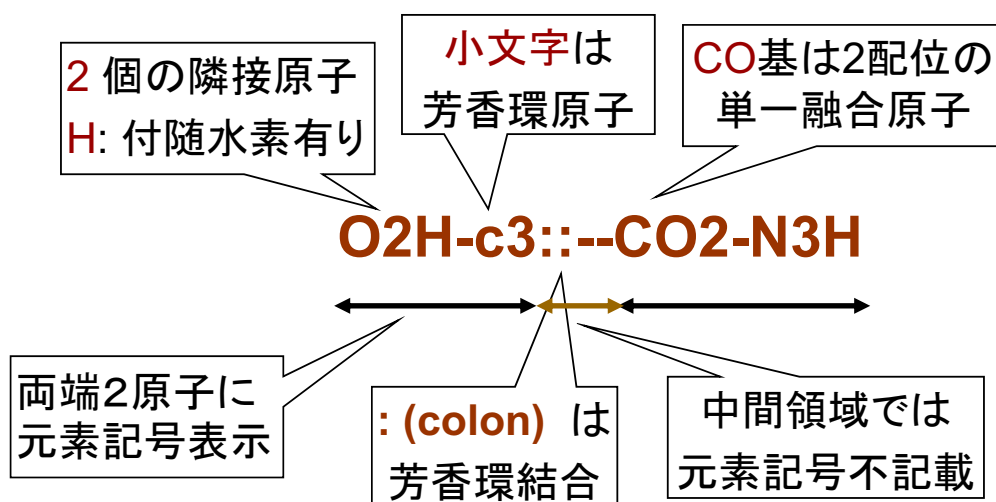 2 個の隣接原子
H: 付随水素有り
小文字は
芳香環原子
CO基は2配位の
単一融合原子
O2H-c3::--CO2-N3H
両端２原子に
元素記号表示
: (colon) は
芳香環結合
中間領域では
元素記号不記載